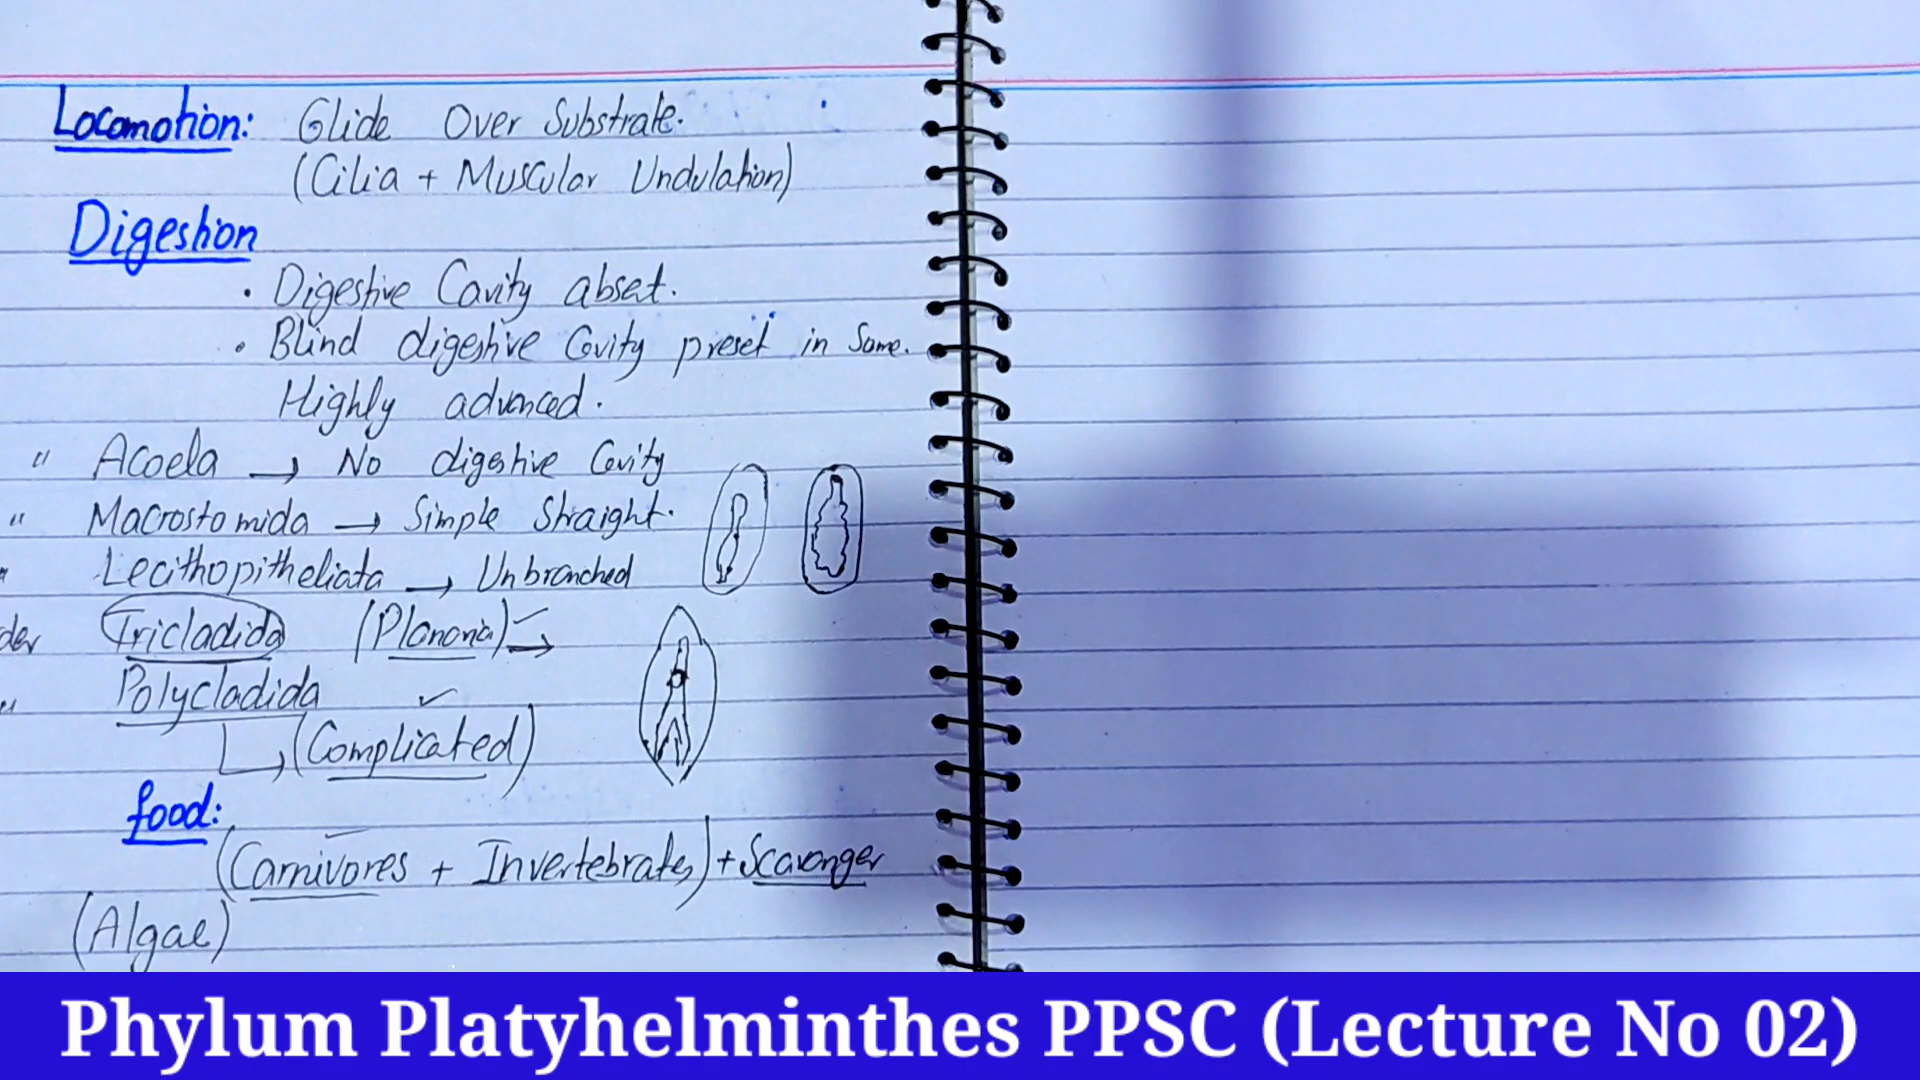 Locomotion: Glide Over Substrate.
(Cilia + Muscular Undulation)
Digestion
• Digestive Cavity abset.
• Blind digestive Cavity preset in Some.
Highly advanced.
" Acoela → No digestive Cavity
" Macrostomida → Simple Straight.
" Lecithopitheliata → Unbranched
der Tricladida (Planaria) →
" Polycladida
(Complicated)
food:
(Carnivores + Invertebrates) + Scavanger
(Algae)
Phylum Platyhelminthes PPSC (Lecture No 02)